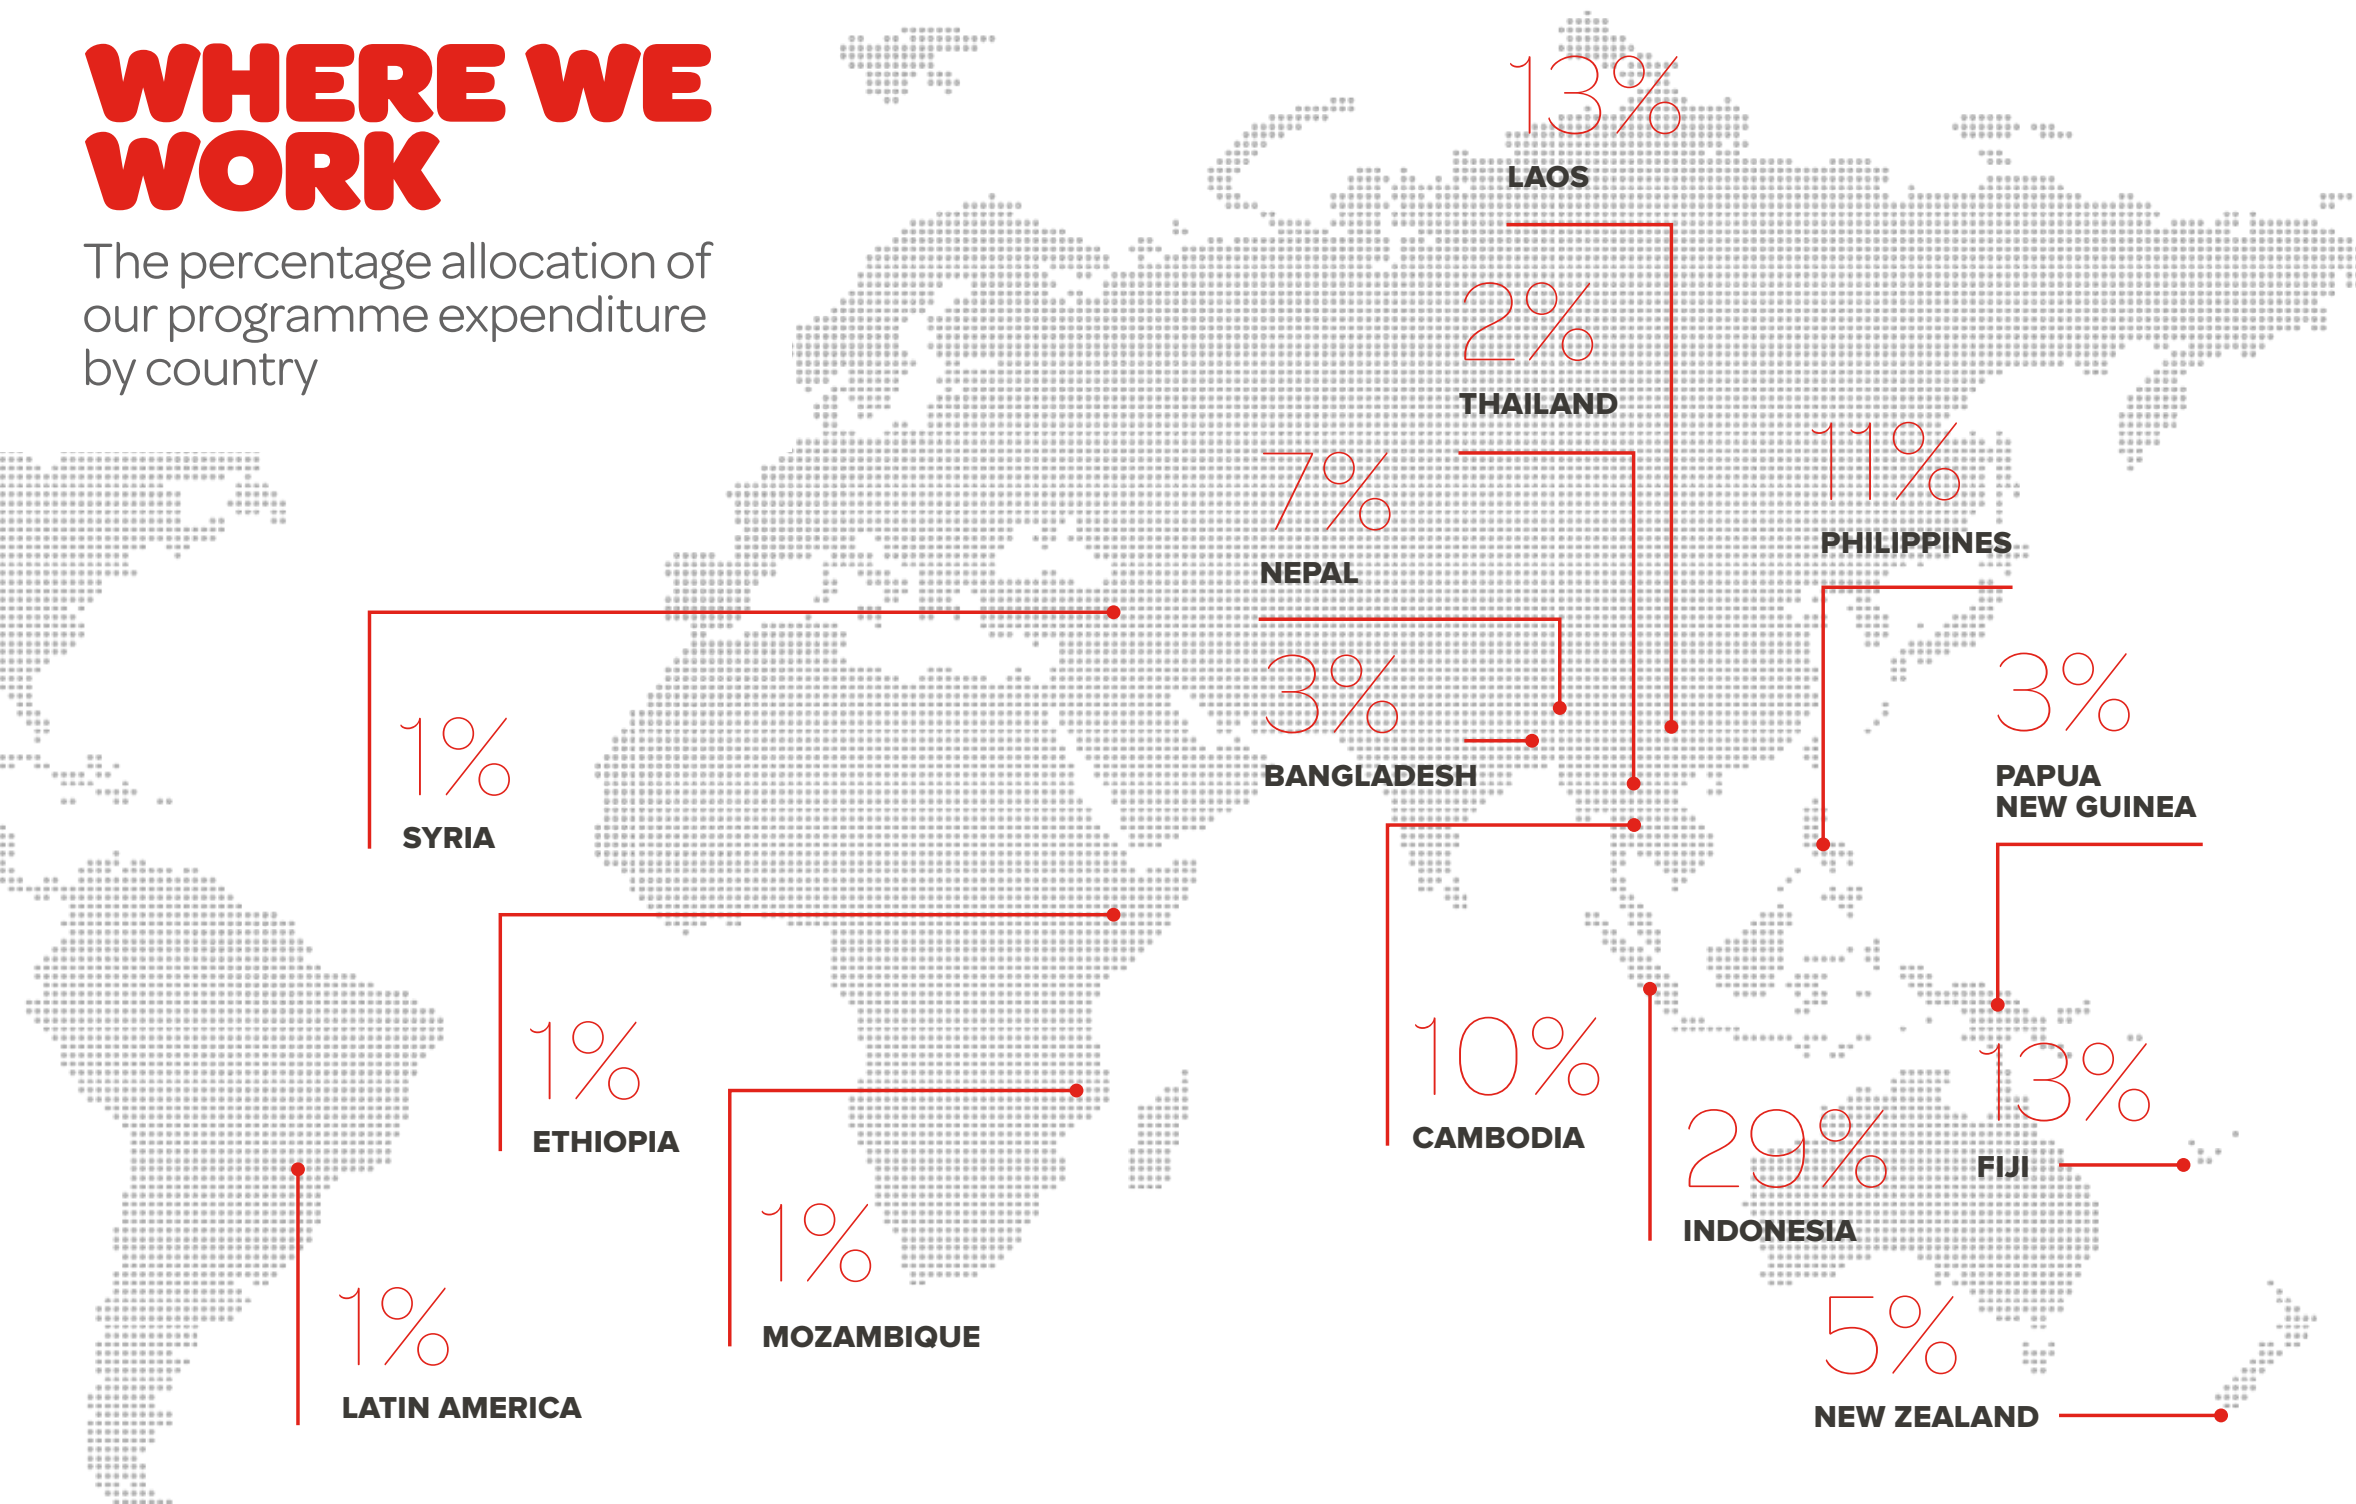 WHERE WE
WORK
The percentage allocation of
our programme expenditure
by country
13%
LAOS
2%
THAILAND
11%
PHILIPPINES
7%
NEPAL
3%
BANGLADESH
3%
PAPUA
NEW GUINEA
1%
SYRIA
1%
ETHIOPIA
10%
CAMBODIA
13%
FIJI
29%
INDONESIA
1%
MOZAMBIQUE
1%
LATIN AMERICA
5%
NEW ZEALAND